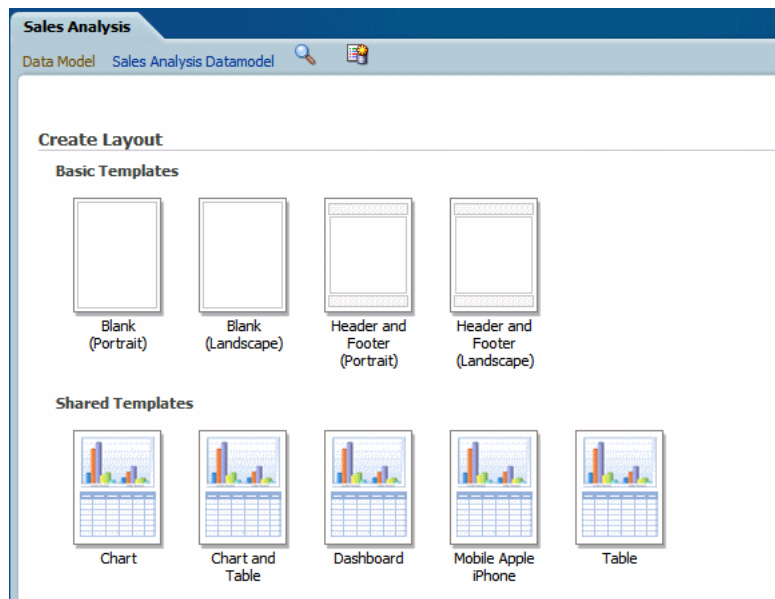 Sales Analysis
Data Model Sales Analysis Datamodel
Create Layout
Basic Templates
Blank
(Portrait)
Blank
(Landscape)
Header and
Footer
(Portrait)
Header and
Footer
(Landscape)
Shared Templates
Chart
Chart and
Table
Dashboard
Mobile Apple
iPhone
Table